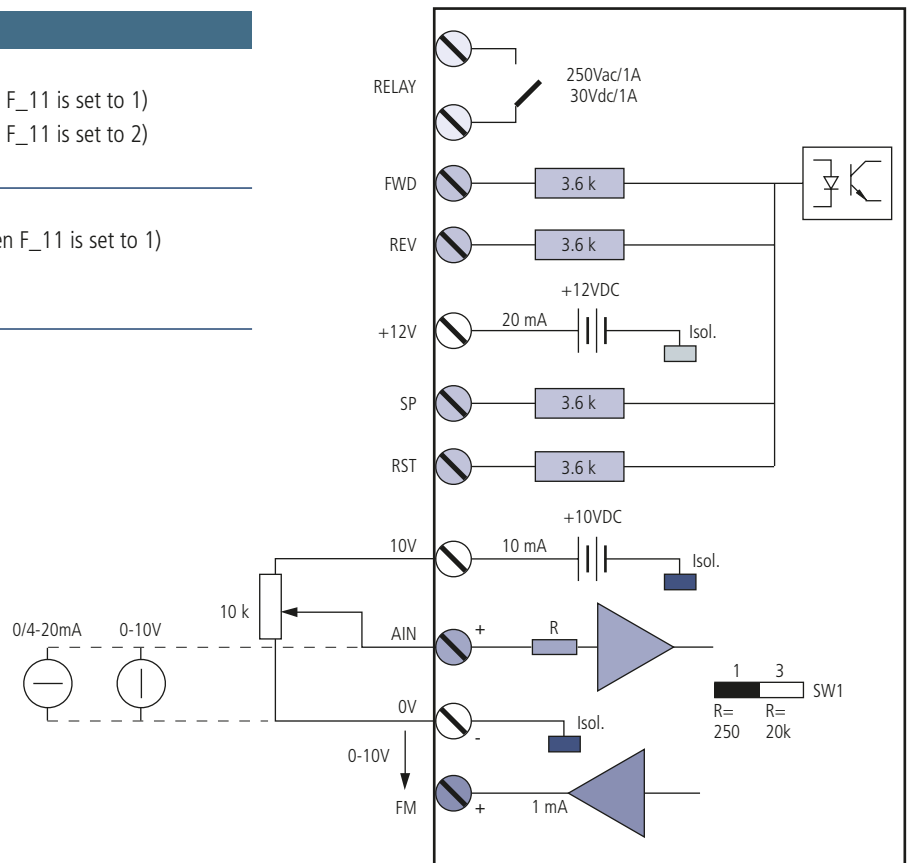 F_11 is set to 1)
F_11 is set to 2)
en F_11 is set to 1)
RELAY
250Vac/1A
30Vdc/1A
FWD
3.6 k
REV
3.6 k
+12VDC
+12V
20 mA
Isol.
SP
3.6 k
RST
3.6 k
+10VDC
10V
10 mA
Isol.
10 k
0/4-20mA
0-10V
AIN
+
R
1
3
SW1
R=
250
R=
20k
0V
-
Isol.
0-10V
FM
+
1 mA